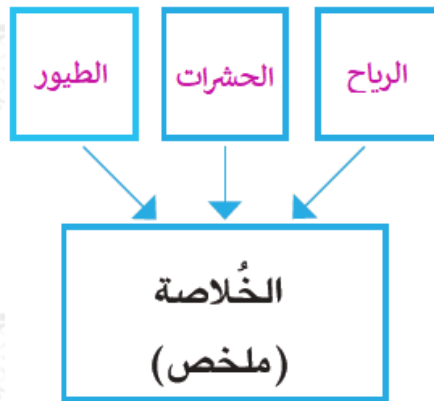 الرياح
الحشرات
الطيور
الخُلاصة
(ملخص)